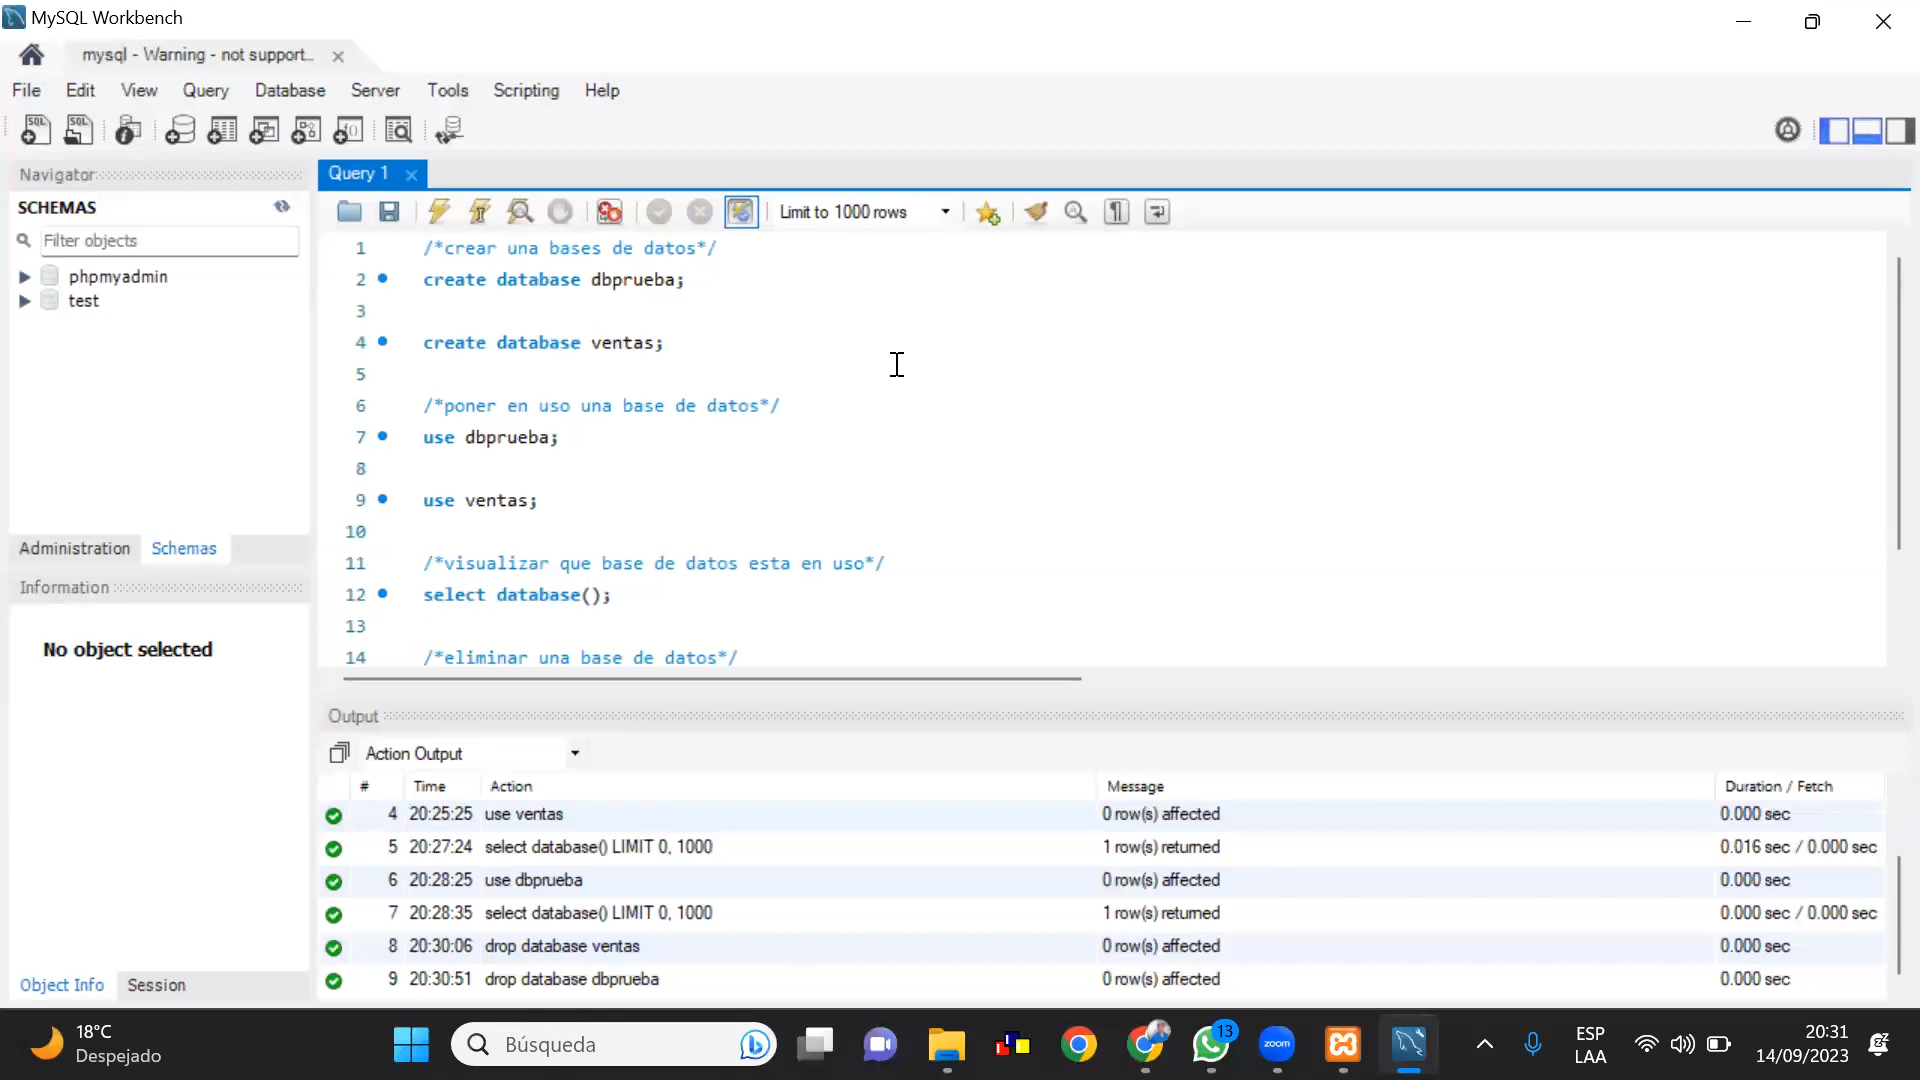 MySQL Workbench
mysql - Warning - not support...
File Edit View Query Database Server Tools Scripting Help
Navigator
SCHEMAS
Filter objects
phpmyadmin
test
Administration Schemas
Information
No object selected
Object Info Session
Query 1
Limit to 1000 rows
1 /*crear una bases de datos*/
2 create database dbprueba;
3
4 create database ventas;
5
6 /*poner en uso una base de datos*/
7 use dbprueba;
8
9 use ventas;
10
11 /*visualizar que base de datos esta en uso*/
12 select database();
13
14 /*eliminar una base de datos*/
Output
Action Output
# Time Action Message Duration / Fetch
4 20:25:25 use ventas 0 row(s) affected 0.000 sec
5 20:27:24 select database() LIMIT 0, 1000 1 row(s) returned 0.016 sec / 0.000 sec
6 20:28:25 use dbprueba 0 row(s) affected 0.000 sec
7 20:28:35 select database() LIMIT 0, 1000 1 row(s) returned 0.000 sec / 0.000 sec
8 20:30:06 drop database ventas 0 row(s) affected 0.000 sec
9 20:30:51 drop database dbprueba 0 row(s) affected 0.000 sec
18°C
Despejado
Búsqueda
13
zoom
ESP
LAA
20:31
14/09/2023